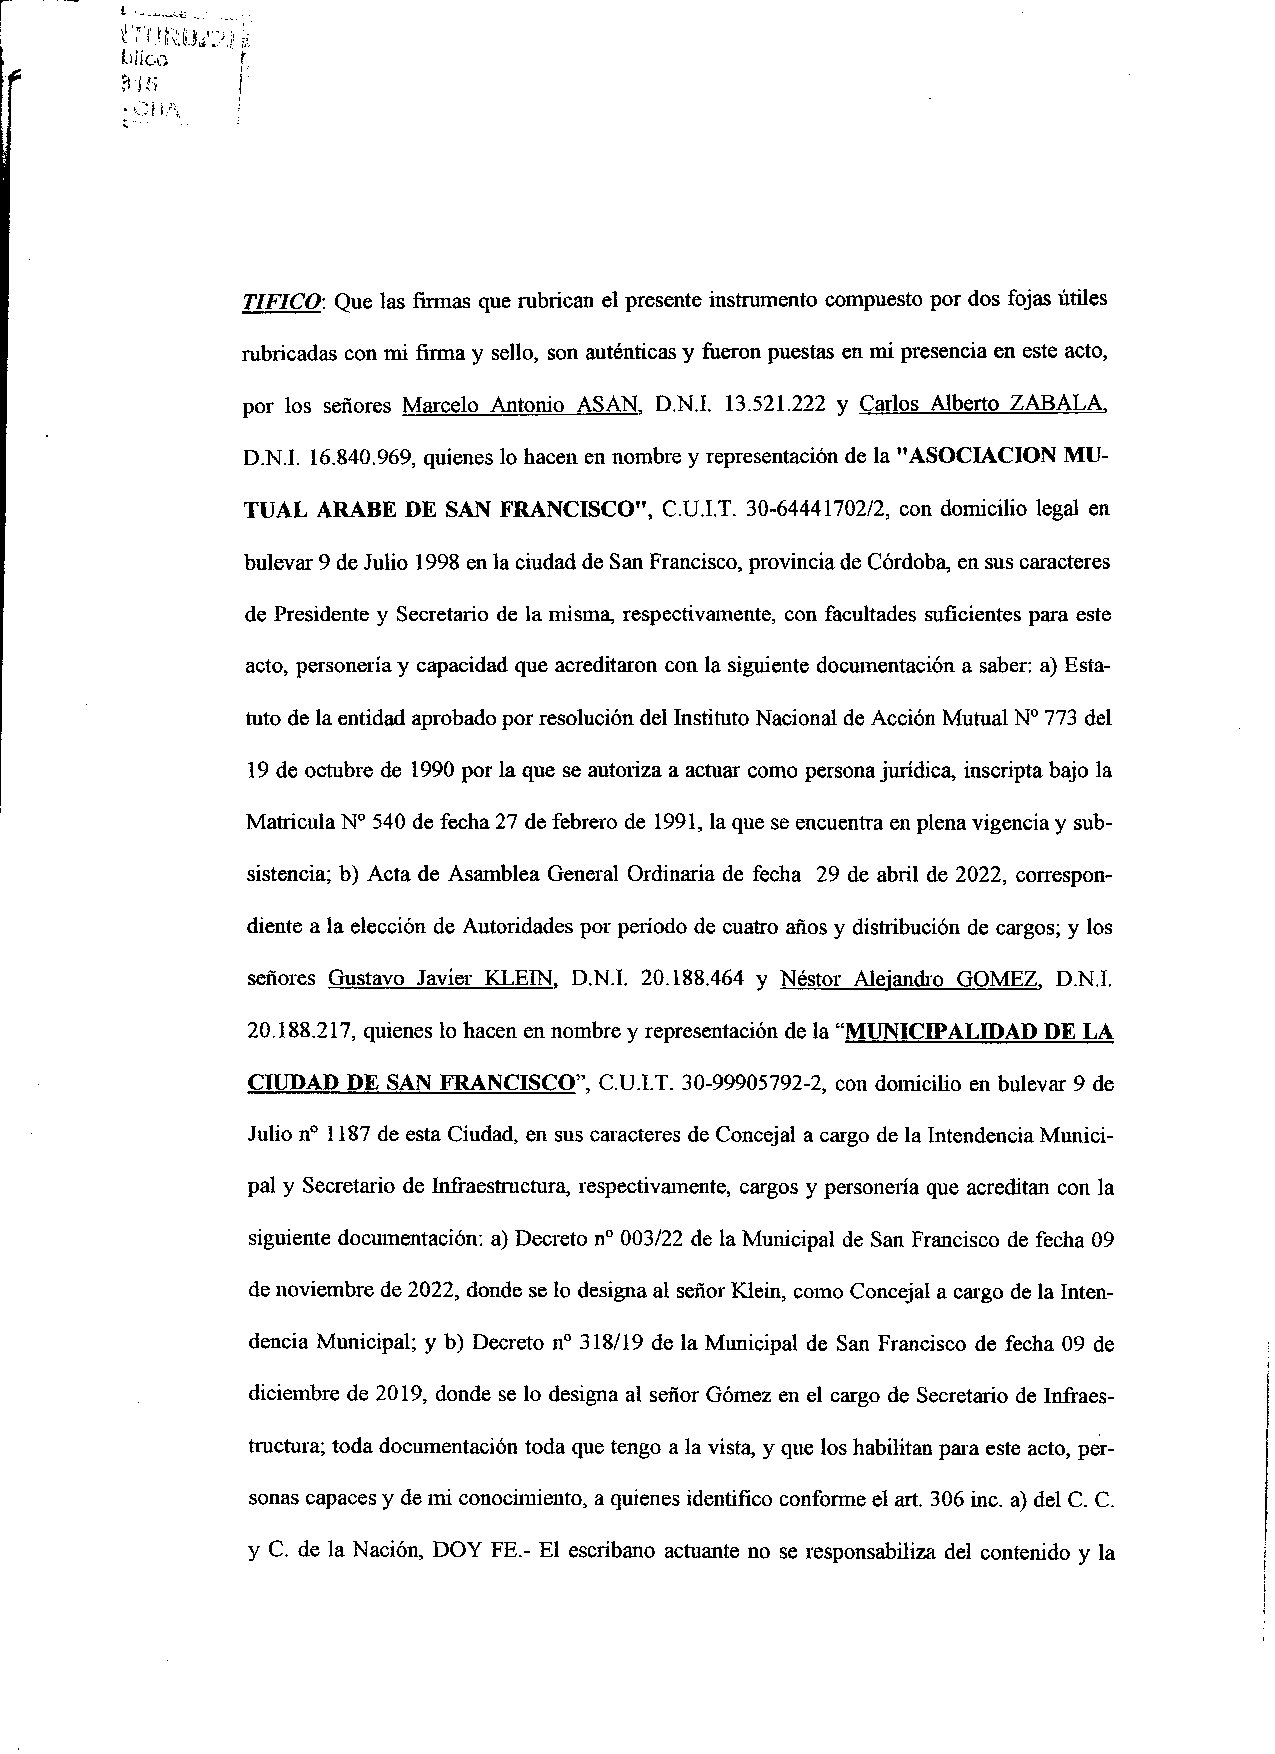 TIFICO: Que las firmas que rubrican el presente instrumento compuesto por dos fojas útiles
rubricadas con mi firma y sello, son auténticas y fueron puestas en mi presencia en este acto,
por los señores Marcelo Antonio ASAN, D.N.I. 13.521.222 y Carlos Alberto ZABALA,
D.N.I. 16.840.969, quienes lo hacen en nombre y representación de la "ASOCIACION MU-
TUAL ARABE DE SAN FRANCISCO", C.U.I.T. 30-64441702/2, con domicilio legal en
bulevar 9 de Julio 1998 en la ciudad de San Francisco, provincia de Córdoba, en sus caracteres
de Presidente y Secretario de la misma, respectivamente, con facultades suficientes para este
acto, personería y capacidad que acreditaron con la siguiente documentación a saber: a) Esta-
tuto de la entidad aprobado por resolución del Instituto Nacional de Acción Mutual Nº 773 del
19 de octubre de 1990 por la que se autoriza a actuar como persona jurídica, inscripta bajo la
Matricula Nº 540 de fecha 27 de febrero de 1991, la que se encuentra en plena vigencia y sub-
sistencia; b) Acta de Asamblea General Ordinaria de fecha 29 de abril de 2022, correspon-
diente a la elección de Autoridades por período de cuatro años y distribución de cargos; y los
señores Gustavo Javier KLEIN, D.N.I. 20.188.464 y Néstor Alejandro GOMEZ, D.N.I.
20.188.217, quienes lo hacen en nombre y representación de la “MUNICIPALIDAD DE LA
CIUDAD DE SAN FRANCISCO”, C.U.I.T. 30-99905792-2, con domicilio en bulevar 9 de
Julio nº 1187 de esta Ciudad, en sus caracteres de Concejal a cargo de la Intendencia Munici-
pal y Secretario de Infraestructura, respectivamente, cargos y personería que acreditan con la
siguiente documentación: a) Decreto nº 003/22 de la Municipal de San Francisco de fecha 09
de noviembre de 2022, donde se lo designa al señor Klein, como Concejal a cargo de la Inten-
dencia Municipal; y b) Decreto nº 318/19 de la Municipal de San Francisco de fecha 09 de
diciembre de 2019, donde se lo designa al señor Gómez en el cargo de Secretario de Infraes-
tructura; toda documentación toda que tengo a la vista, y que los habilitan para este acto, per-
sonas capaces y de mi conocimiento, a quienes identifico conforme el art. 306 inc. a) del C. C.
y C. de la Nación, DOY FE.- El escribano actuante no se responsabiliza del contenido y la